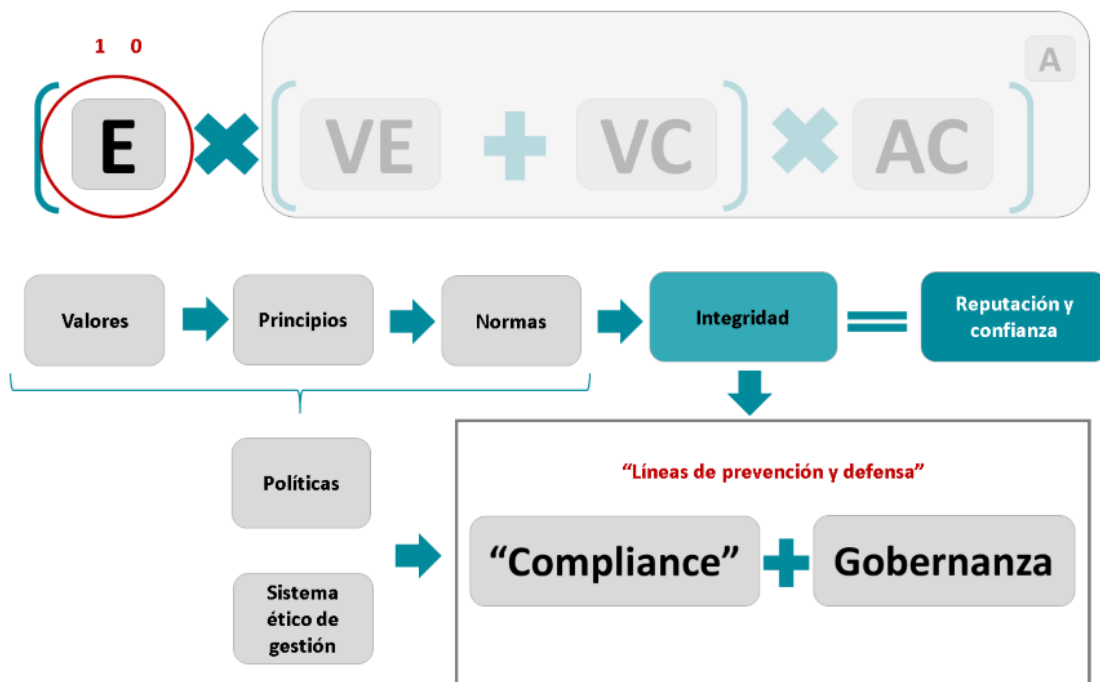 1 0
A
E
VE
VC
AC
Valores
Principios
Normas
Integridad
Reputación y
confianza
Políticas
“Líneas de prevención y defensa”
“Compliance”
Gobernanza
Sistema
ético de
gestión